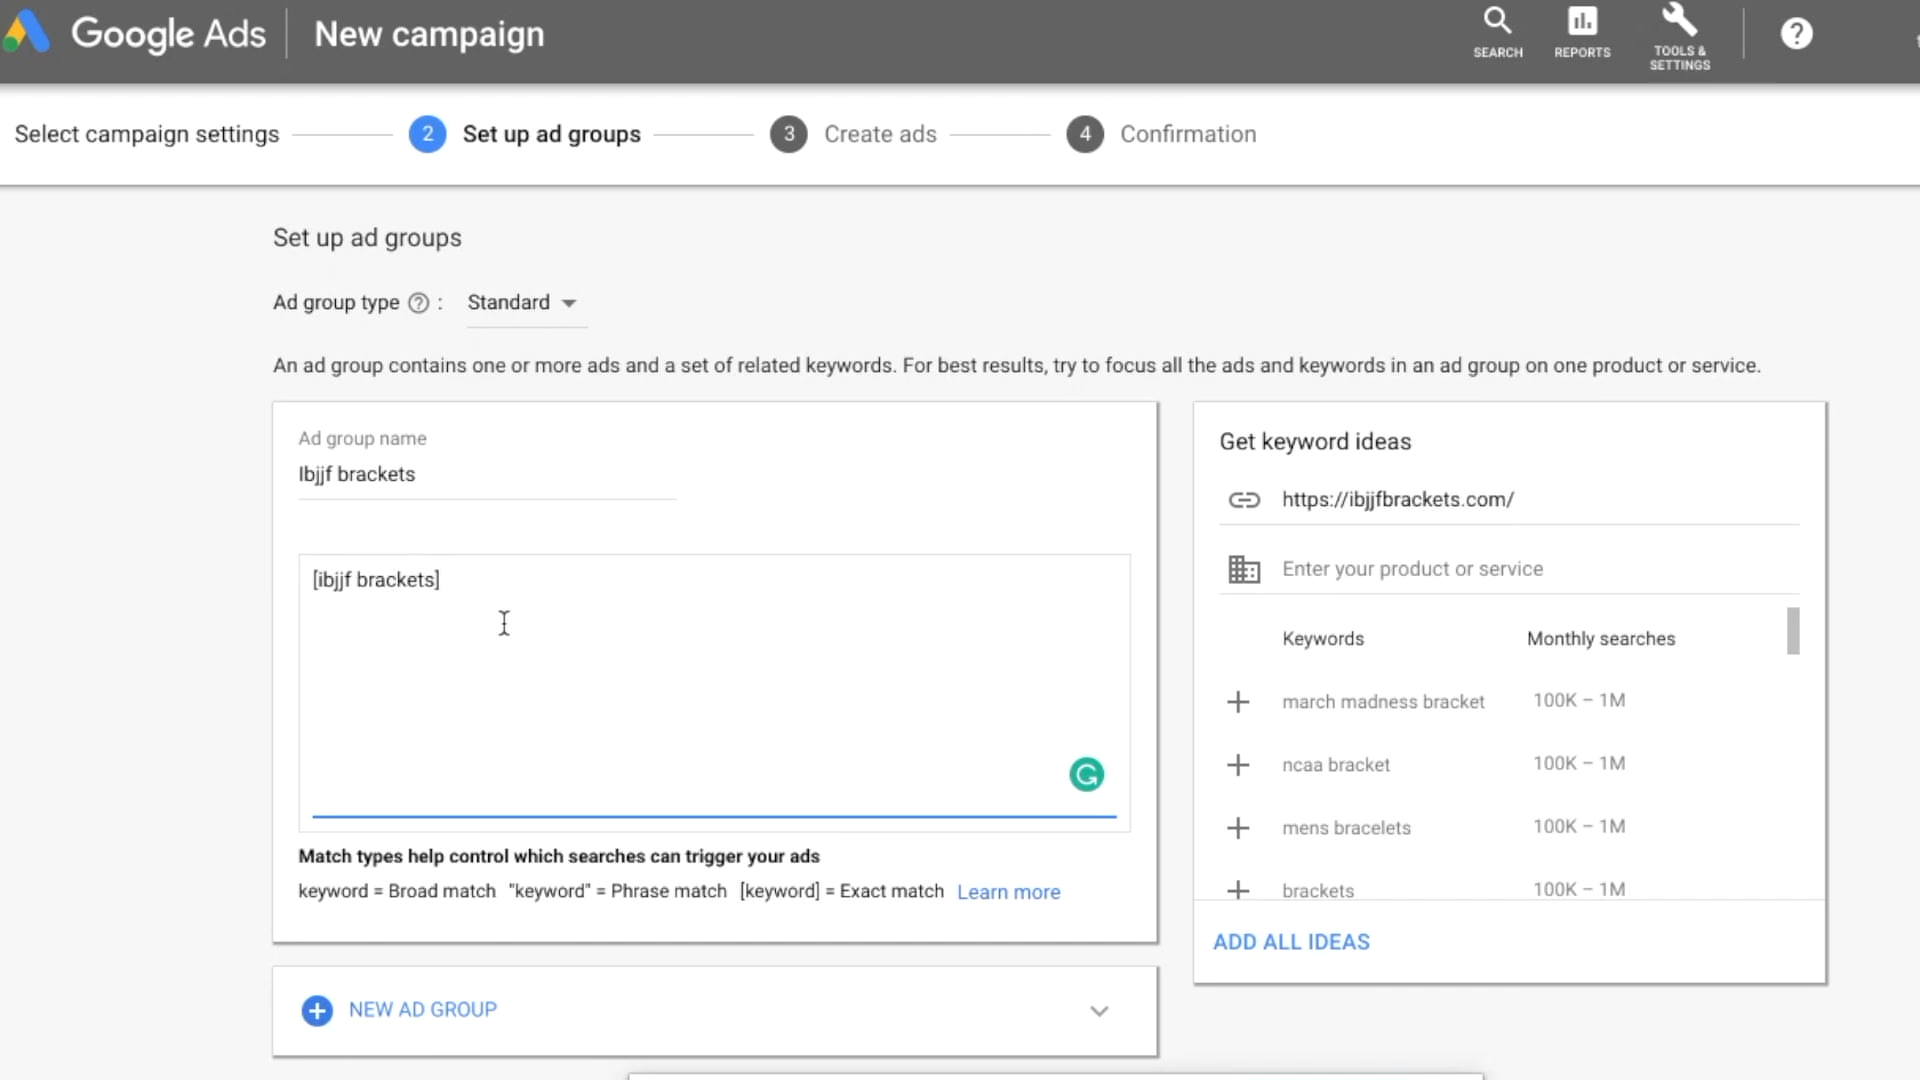 Google Ads
New campaign
SEARCH
REPORTS
TOOLS &
SETTINGS
?
Select campaign settings
2
Set up ad groups
3
Create ads
4
Confirmation
Set up ad groups
Ad group type ? :
Standard
An ad group contains one or more ads and a set of related keywords. For best results, try to focus all the ads and keywords in an ad group on one product or service.
Ad group name
Ibjjf brackets
[ibjjf brackets]
Match types help control which searches can trigger your ads
keyword = Broad match "keyword" = Phrase match [keyword] = Exact match Learn more
NEW AD GROUP
Get keyword ideas
https://ibjjfbrackets.com/
Enter your product or service
Keywords Monthly searches
march madness bracket 100K – 1M
ncaa bracket 100K – 1M
mens bracelets 100K – 1M
brackets 100K – 1M
ADD ALL IDEAS